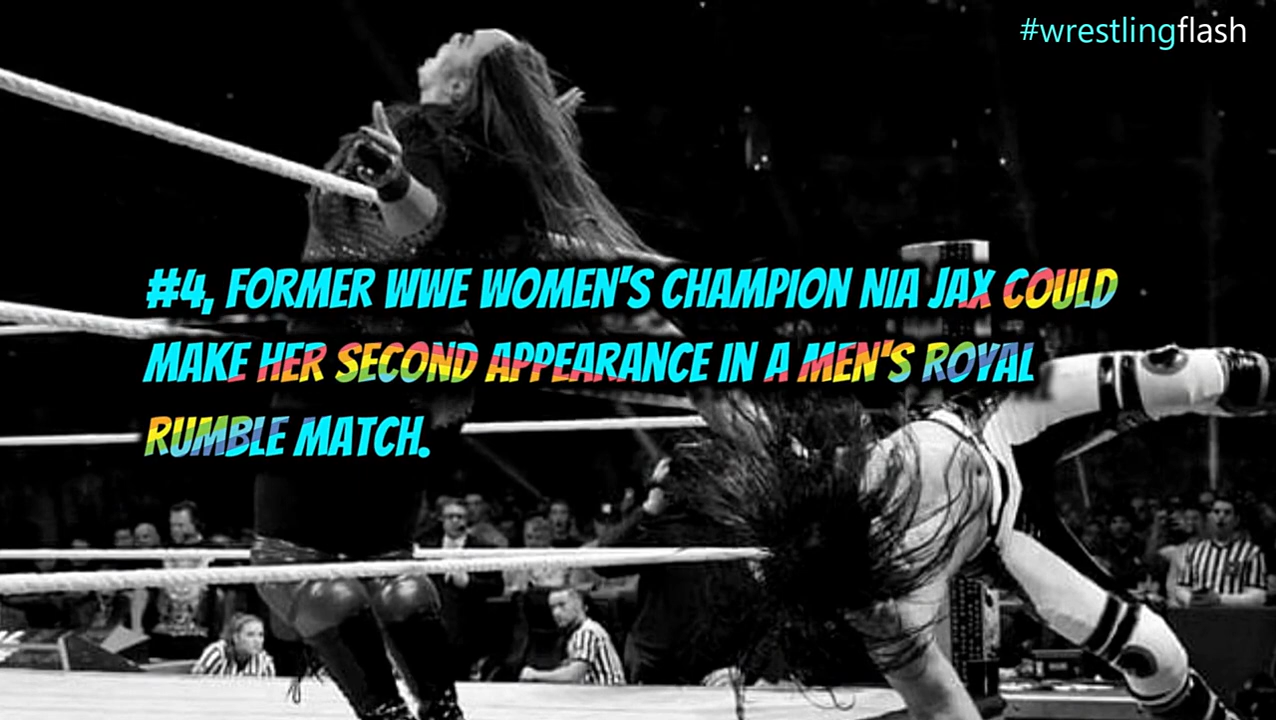 #wrestlingflash
#4, FORMER WWE WOMEN'S CHAMPION NIA JAX COULD
MAKE HER SECOND APPEARANCE IN A MEN'S ROYAL
RUMBLE MATCH.